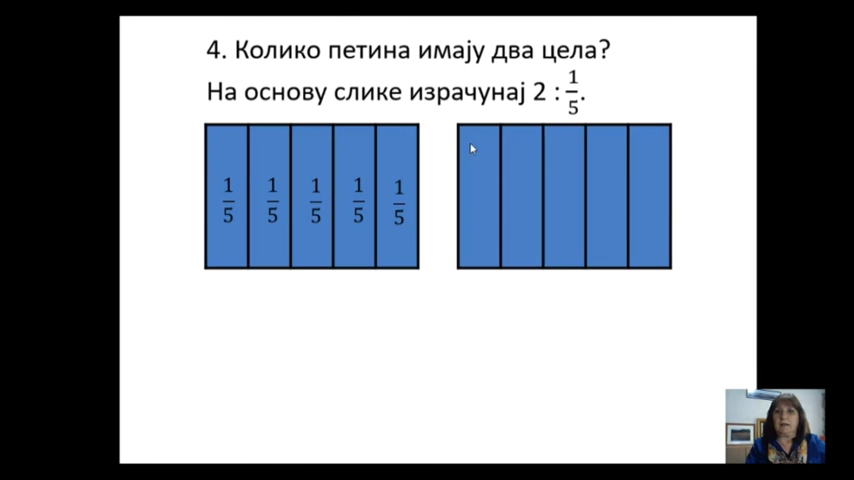 4. Колико петина имају два цела?
На основу слике израчунај 2 : 1/5.
1/5 1/5 1/5 1/5 1/5